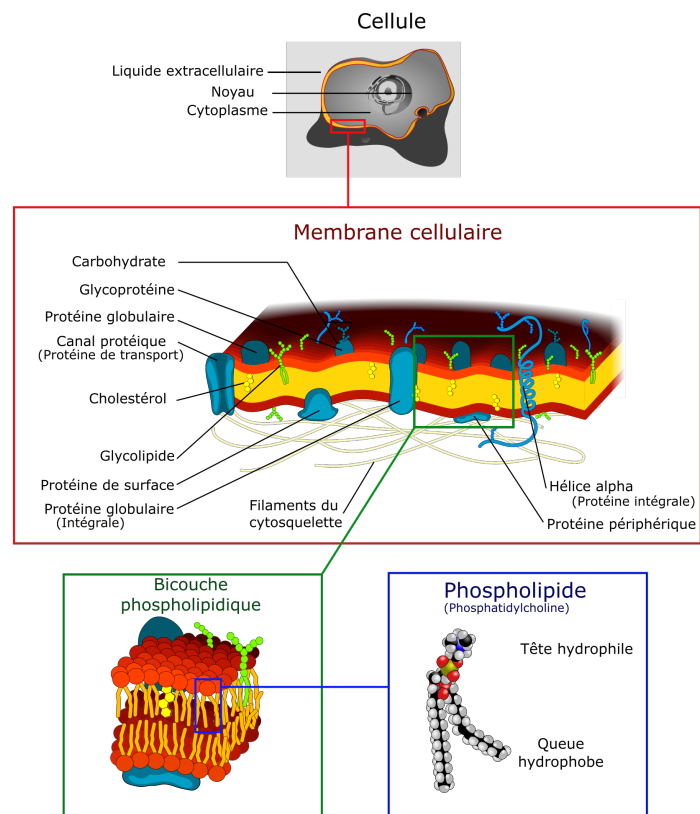 Cellule
Liquide extracellulaire
Noyau
Cytoplasme
Membrane cellulaire
Carbohydrate
Glycoprotéine
Protéine globulaire
Canal protéique
(Protéine de transport)
Cholestérol
Glycolipide
Protéine de surface
Protéine globulaire
(Intégrale)
Filaments du
cytosquelette
Hélice alpha
(Protéine intégrale)
Protéine périphérique
Bicouche
phospholipidique
Phospholipide
(Phosphatidylcholine)
Tête hydrophile
Queue
hydrophobe